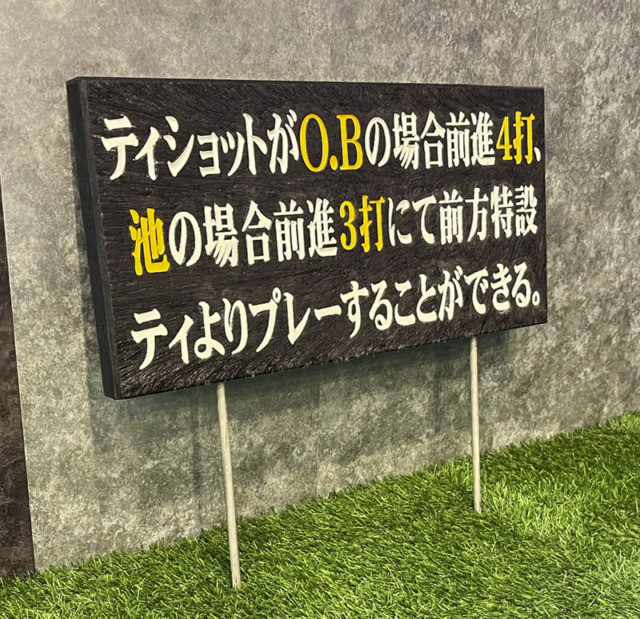 ティショットがO.Bの場合前進4打、
池の場合前進3打にて前方特設
ティよりプレーすることができる。